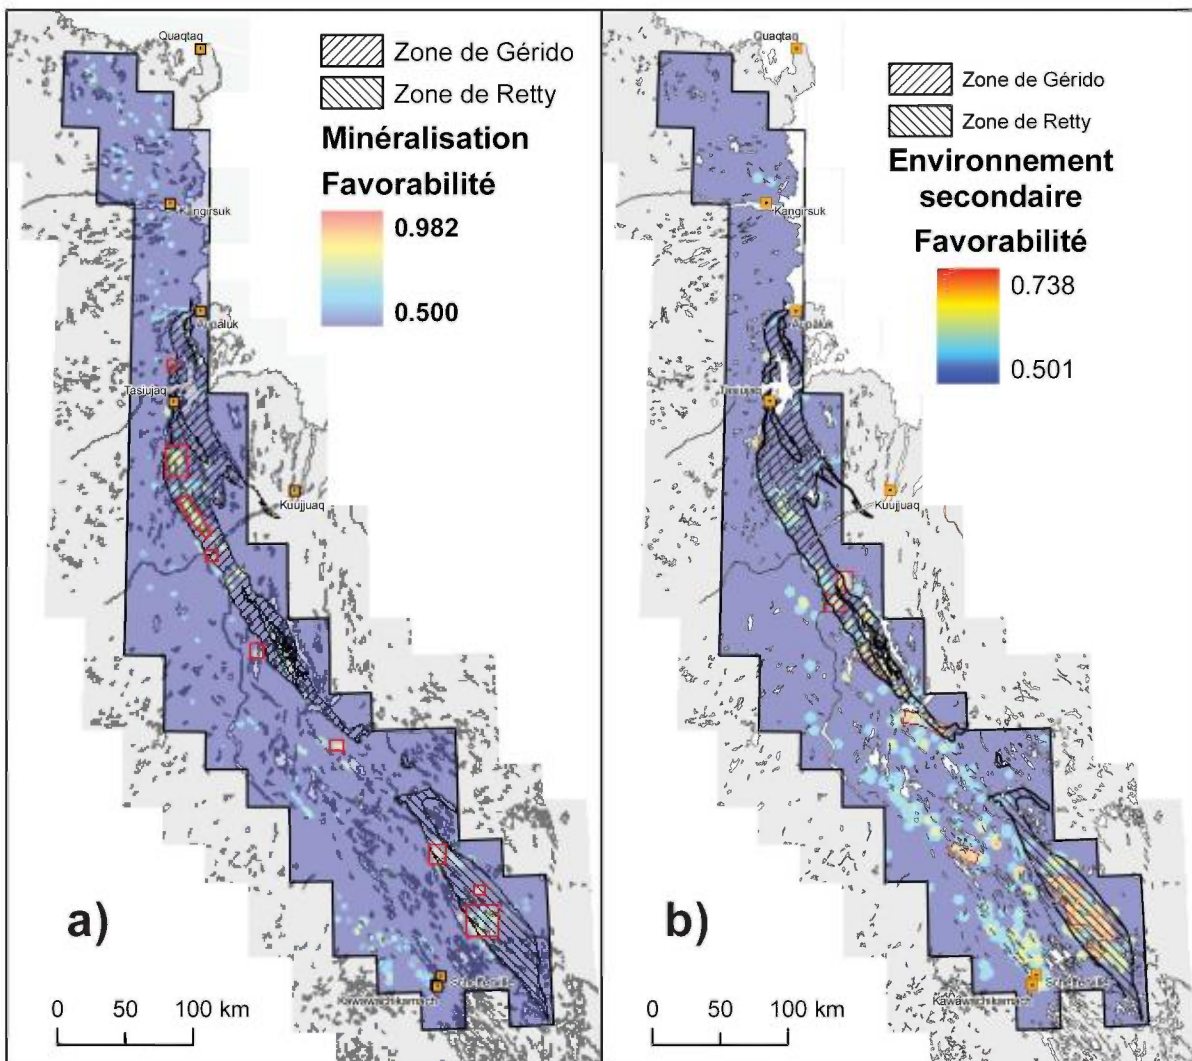 Quaqtaq
Zone de Gérido
Zone de Retty
Minéralisation
Favorabilité
0.982
0.500
Kangirsuk
Aupaluk
Tasiujaq
Kuujjuaq
a)
Schefferville
Kawawachikamach
0 50 100 km
Quaqtaq
Zone de Gérido
Zone de Retty
Environnement
secondaire
Favorabilité
0.738
0.501
Kangirsuk
Aupaluk
Tasiujaq
Kuujjuaq
b)
Schefferville
Kawawachikamach
0 50 100 km